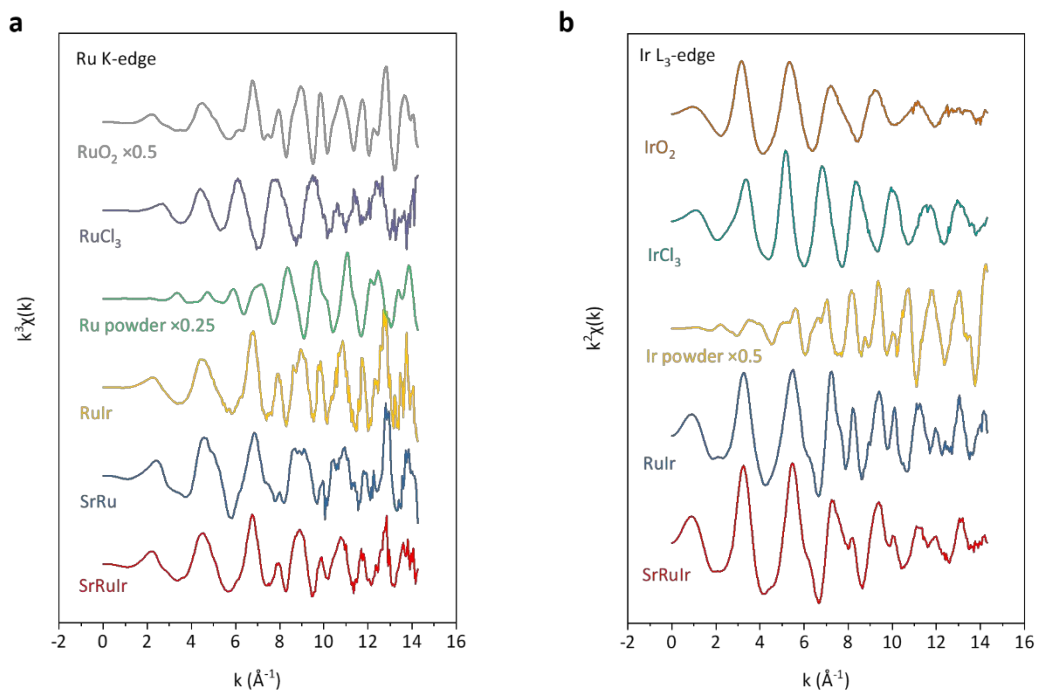 a
Ru K-edge
RuO₂ ×0.5
RuCl₃
Ru powder ×0.25
RuIr
SrRu
SrRuIr
k³χ(k)
-2 0 2 4 6 8 10 12 14 16
k (Å⁻¹)
b
Ir L₃-edge
IrO₂
IrCl₃
Ir powder ×0.5
RuIr
SrRuIr
k²χ(k)
-2 0 2 4 6 8 10 12 14 16
k (Å⁻¹)